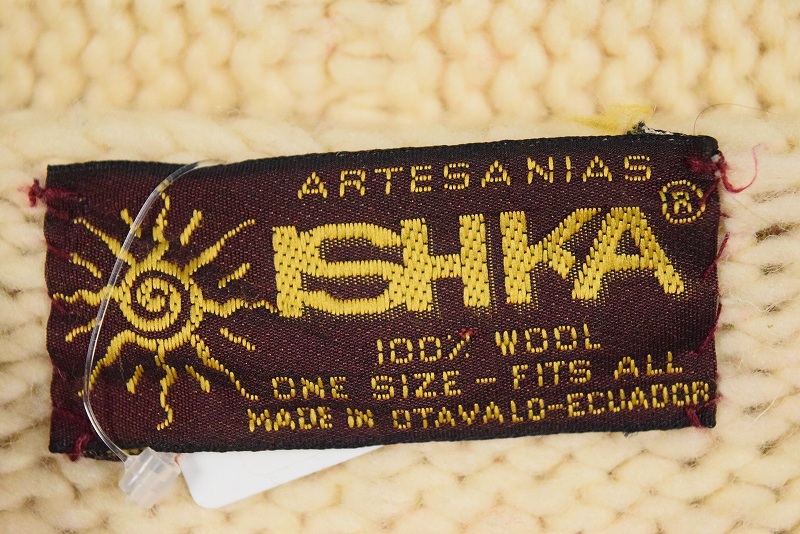 ARTESANIAS
ISHKA ®
100% WOOL
ONE SIZE - FITS ALL
MADE IN OTAVALO-ECUADOR